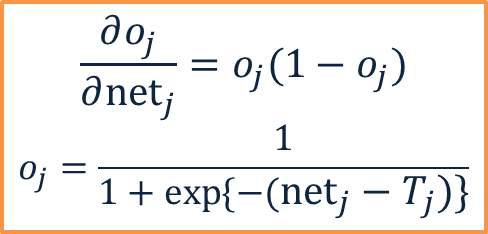 ∂o_j/∂net_j = o_j(1 − o_j)
o_j = 1/(1 + exp{−(net_j − T_j)})